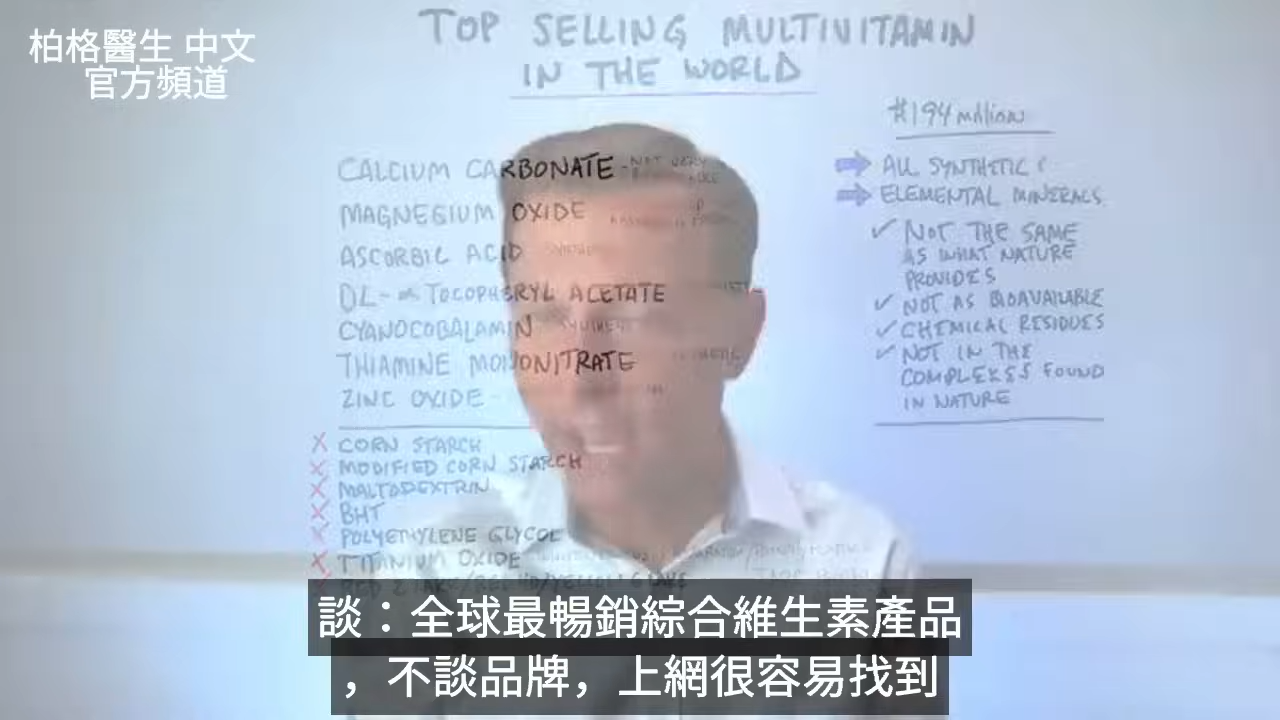 柏格醫生 中文
官方頻道
TOP SELLING MULTIVITAMIN
IN THE WORLD
$194 million
CALCIUM CARBONATE - NOT VERY
MAGNESIUM OXIDE
ASCORBIC ACID
DL-α TOCOPHERYL ACETATE
CYANOCOBALAMIN
THIAMINE MONONITRATE
ZINC OXIDE -
X CORN STARCH
X MODIFIED CORN STARCH
X MALTODEXTRIN
X BHT
X POLYETHYLENE GLYCOL
X TITANIUM OXIDE
→ ALL SYNTHETIC
→ ELEMENTAL MINERALS
✓ NOT THE SAME
AS WHAT NATURE
PROVIDES
✓ NOT AS BIOAVAILABLE
✓ CHEMICAL RESIDUES
✓ NOT IN THE
COMPLEXES FOUND
IN NATURE
談：全球最暢銷綜合維生素產品
，不談品牌，上網很容易找到